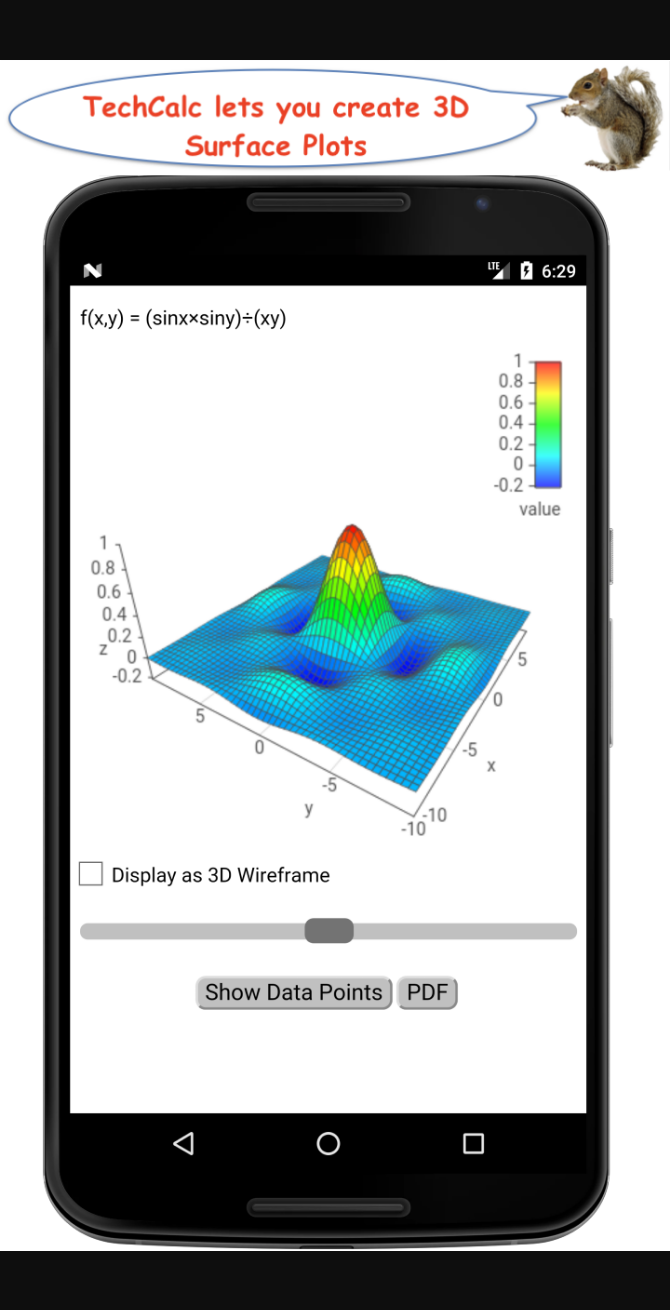 TechCalc lets you create 3D
Surface Plots
LTE 6:29
f(x,y) = (sinx×siny)÷(xy)
1
0.8
0.6
0.4
0.2
0
-0.2
value
1
0.8
0.6
0.4
0.2
z 0
-0.2
5
0
-5
-10
y
5
0
-5
-10
x
Display as 3D Wireframe
Show Data Points PDF